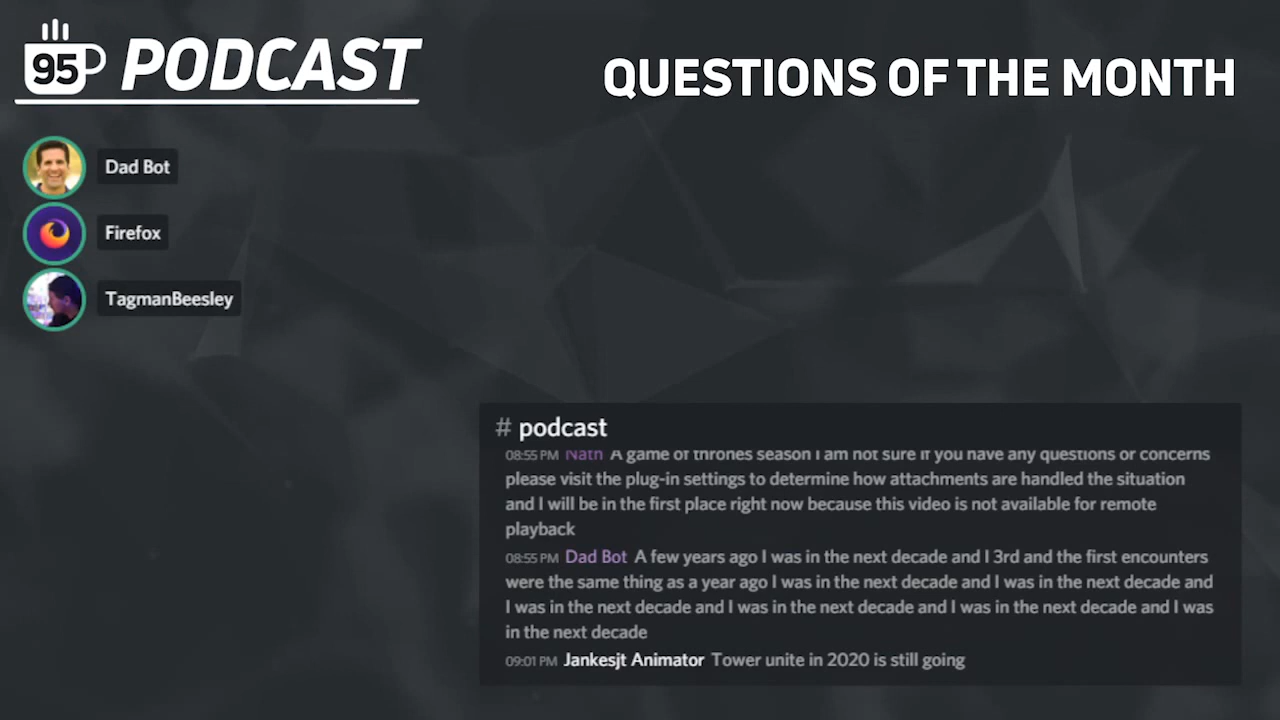 95 PODCAST
QUESTIONS OF THE MONTH
Dad Bot
Firefox
TagmanBeesley
# podcast
08:55 PM Nath A game of thrones season I am not sure if you have any questions or concerns
please visit the plug-in settings to determine how attachments are handled the situation
and I will be in the first place right now because this video is not available for remote
playback
08:55 PM Dad Bot A few years ago I was in the next decade and I 3rd and the first encounters
were the same thing as a year ago I was in the next decade and I was in the next decade and
I was in the next decade and I was in the next decade and I was in the next decade and I was
in the next decade
09:01 PM Jankesjt Animator Tower unite in 2020 is still going